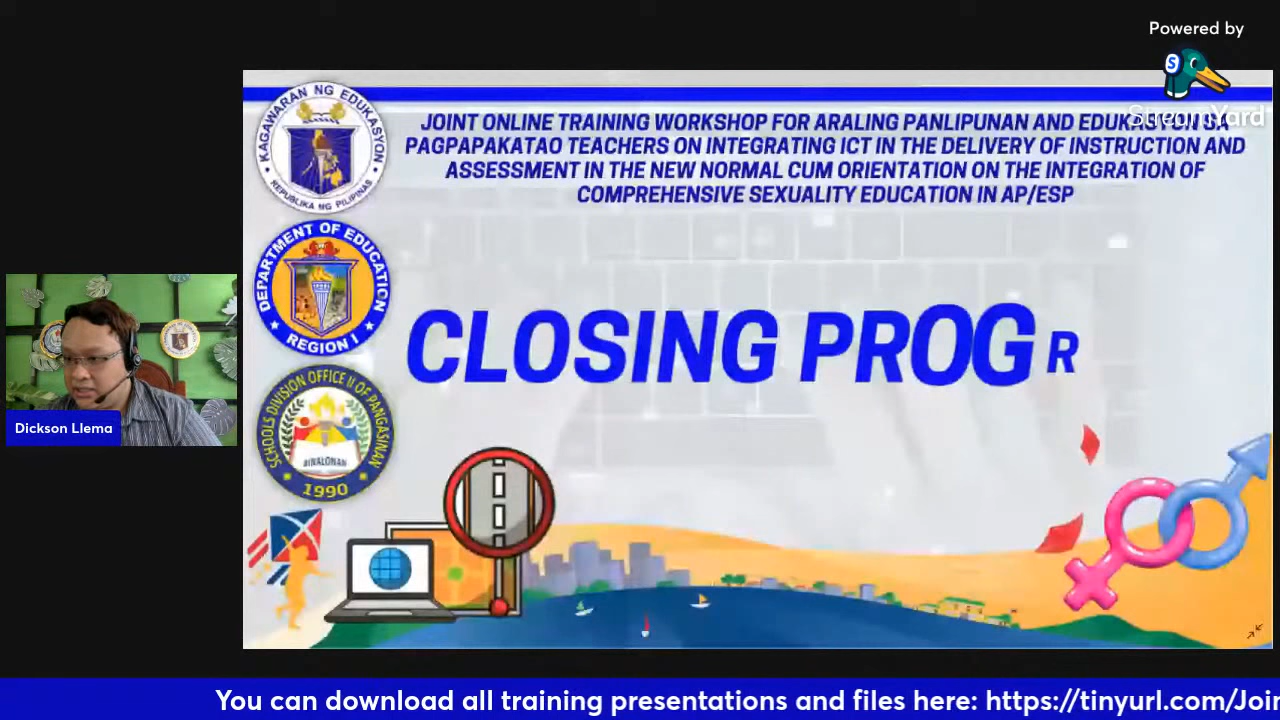 Powered by
StreamYard
JOINT ONLINE TRAINING WORKSHOP FOR ARALING PANLIPUNAN AND EDUKASYON SA
PAGPAPAKATAO TEACHERS ON INTEGRATING ICT IN THE DELIVERY OF INSTRUCTION AND
ASSESSMENT IN THE NEW NORMAL CUM ORIENTATION ON THE INTEGRATION OF
COMPREHENSIVE SEXUALITY EDUCATION IN AP/ESP
KAGAWARAN NG EDUKASYON
REPUBLIKA NG PILIPINAS
DEPARTMENT OF EDUCATION
REGION I
CLOSING PROG R
SCHOOLS DIVISION OFFICE II OF PANGASINAN
BINALONAN
1990
Dickson Llema
You can download all training presentations and files here: https://tinyurl.com/Join